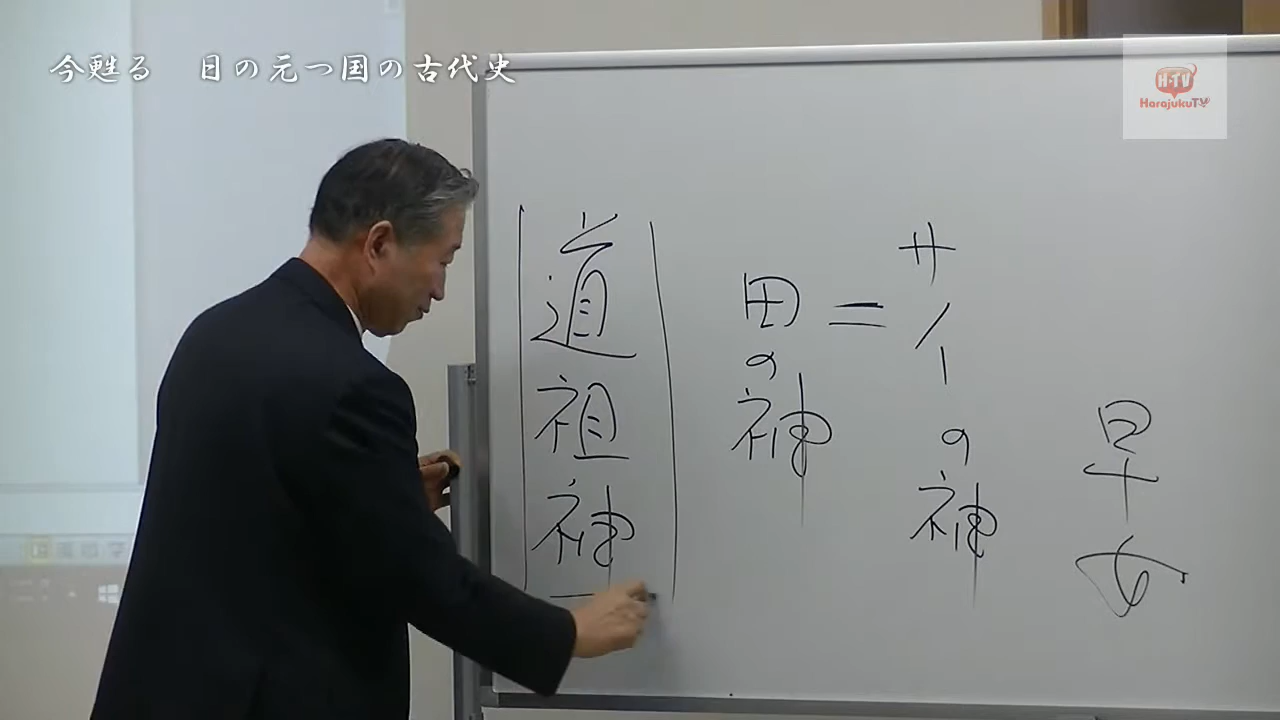 今甦る 日の元つ国の古代史
H-TV
HarajukuTV
早女
サイの神
田の神=
道祖神